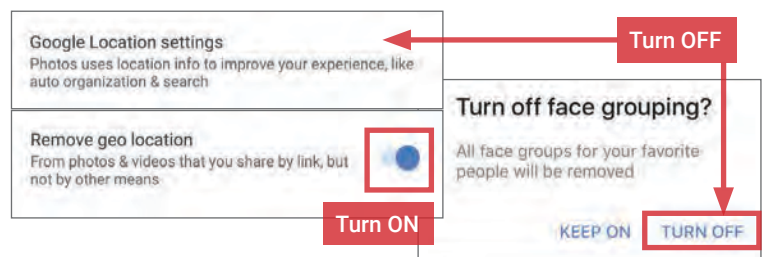 Google Location settings
Photos uses location info to improve your experience, like
auto organization & search
Turn OFF
Remove geo location
From photos & videos that you share by link, but
not by other means
Turn ON
Turn off face grouping?
All face groups for your favorite
people will be removed
KEEP ON TURN OFF